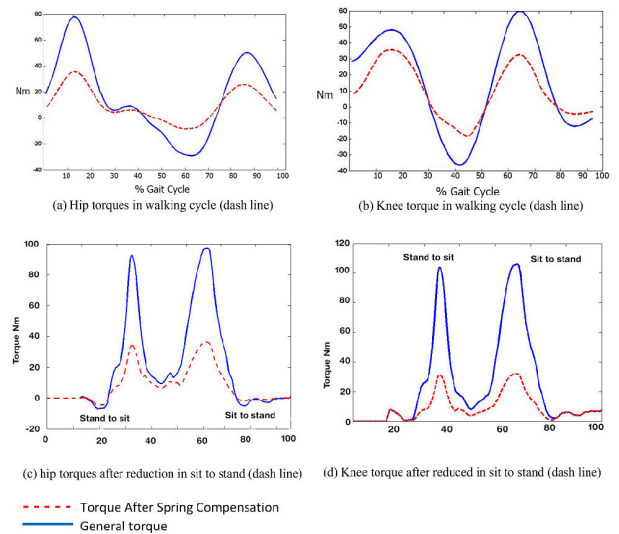 80
60
40
Nm
20
0
-20
-40
10 20 30 40 50 60 70 80 90 100
% Gait Cycle
(a) Hip torques in walking cycle (dash line)
60
50
40
30
20
Nm
10
0
-10
-20
-30
-40
10 20 30 40 50 60 70 80 90 100
% Gait Cycle
(b) Knee torque in walking cycle (dash line)
100
80
60
40
20
0
-20
Torque Nm
Stand to sit
Sit to stand
0 20 40 60 80 100
(c) hip torques after reduction in sit to stand (dash line)
120
100
80
60
40
20
0
Torque Nm
Stand to sit
Sit to stand
20 40 60 80 100
(d) Knee torque after reduced in sit to stand (dash line)
Torque After Spring Compensation
General torque